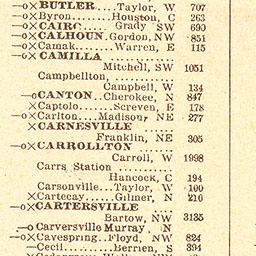 —o×BUTLER....Taylor, W 707
—o×Byron......Houston, C 263
—o×CAIRO.... Grady SW 690
—o×CALHOUN..Gordon, NW 851
—o×Camak......Warren, E 115
—o×CAMILLA ............
Mitchell, SW 1051
Campbellton, ............
Campbell, W 134
—oCANTON...Cherokee, N 847
×Captolo......Screven, E 178
—o×Carlton....Madison, NE 277
×CARNESVILLE ........
Franklin, NE 305
—o×CARROLLTON ........
Carroll, W 1998
Carrs Station ............
Hancock, C 194
Carsonville...Taylor, W 100
×Cartecay......Gilmer, N 210
—o×CARTERSVILLE
Bartow, NW 3135
—o Carversville Murray, N
—o×Cavespring..Floyd, NW 824
—Cecil.........Berrien, S 394